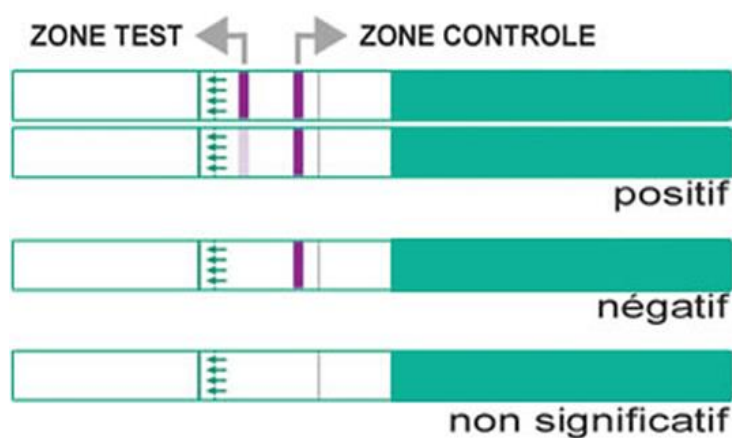 ZONE TEST ZONE CONTROLE
positif
négatif
non significatif